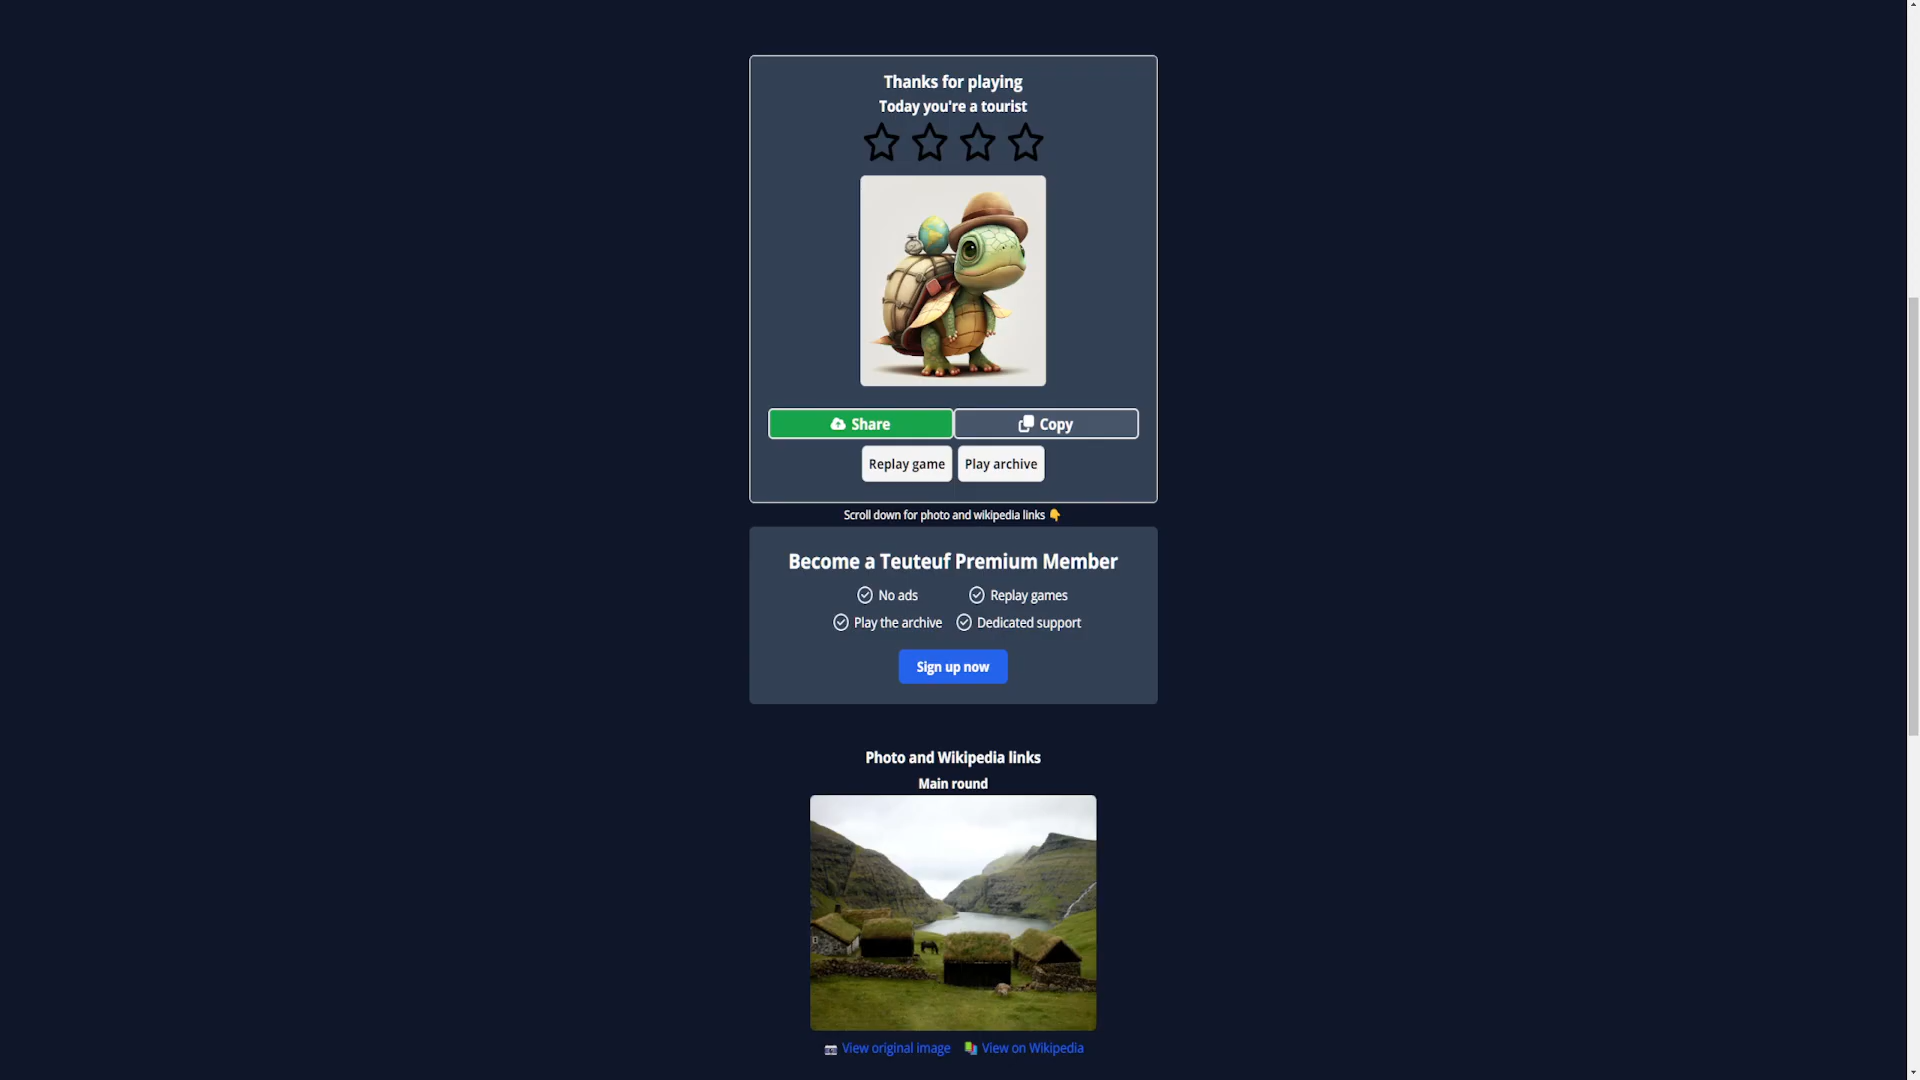 Thanks for playing
Today you're a tourist
Share
Copy
Replay game
Play archive
Scroll down for photo and wikipedia links 👇
Become a Teuteuf Premium Member
No ads
Replay games
Play the archive
Dedicated support
Sign up now
Photo and Wikipedia links
Main round
View original image
View on Wikipedia